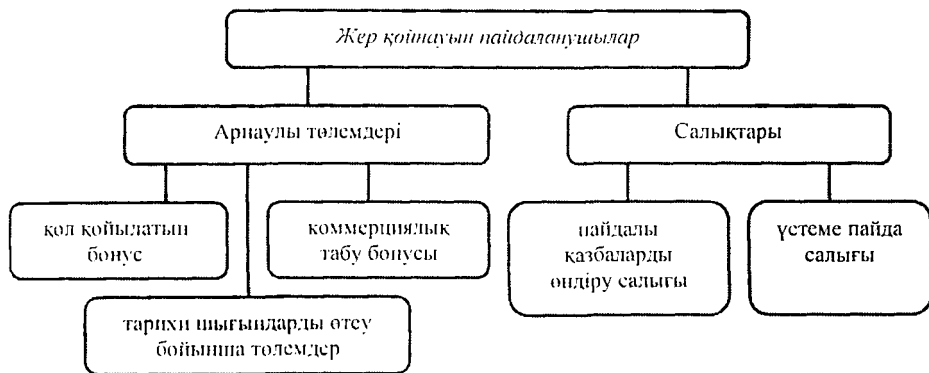 Жер қойнауын пайдаланушылар
Арнаулы төлемдері
Салықтары
қол қойылатын
бонус
коммерциялық
табу бонусы
пайдалы
қазбаларды
өндіру салығы
үстеме пайда
салығы
тарихи шығындарды өтеу
бойынша төлемдер